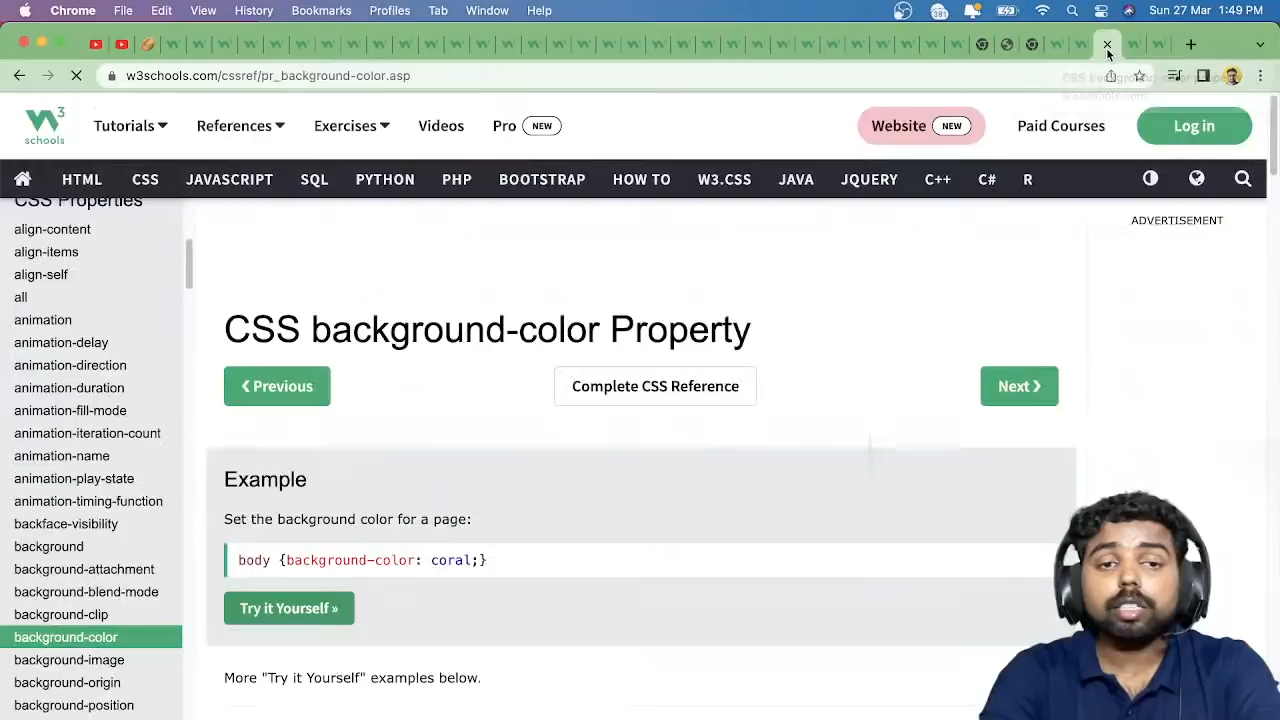 Chrome File Edit View History Bookmarks Profiles Tab Window Help
381
Sun 27 Mar 1:49 PM
w3schools.com/cssref/pr_background-color.asp
w3schools.com
W3
schools
Tutorials References Exercises Videos Pro NEW Website NEW Paid Courses Log in
HTML CSS JAVASCRIPT SQL PYTHON PHP BOOTSTRAP HOW TO W3.CSS JAVA JQUERY C++ C# R
CSS Properties
align-content
align-items
align-self
all
animation
animation-delay
animation-direction
animation-duration
animation-fill-mode
animation-iteration-count
animation-name
animation-play-state
animation-timing-function
backface-visibility
background
background-attachment
background-blend-mode
background-clip
background-color
background-image
background-origin
background-position
ADVERTISEMENT
CSS background-color Property
❮ Previous
Complete CSS Reference
Next ❯
Example
Set the background color for a page:
body {background-color: coral;}
Try it Yourself »
More "Try it Yourself" examples below.